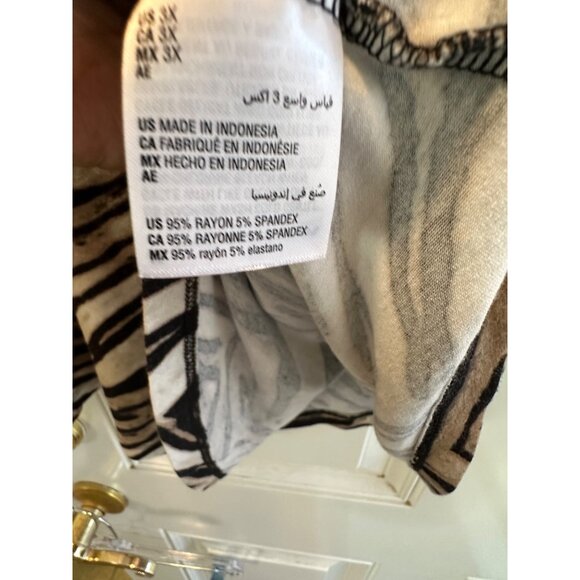 US 3X
CA 3X
MX 3X
AE
قياس واسع 3 اكس
US MADE IN INDONESIA
CA FABRIQUÉ EN INDONÉSIE
MX HECHO EN INDONESIA
AE
صُنع في إندونيسيا
US 95% RAYON 5% SPANDEX
CA 95% RAYONNE 5% SPANDEX
MX 95% rayón 5% elastano